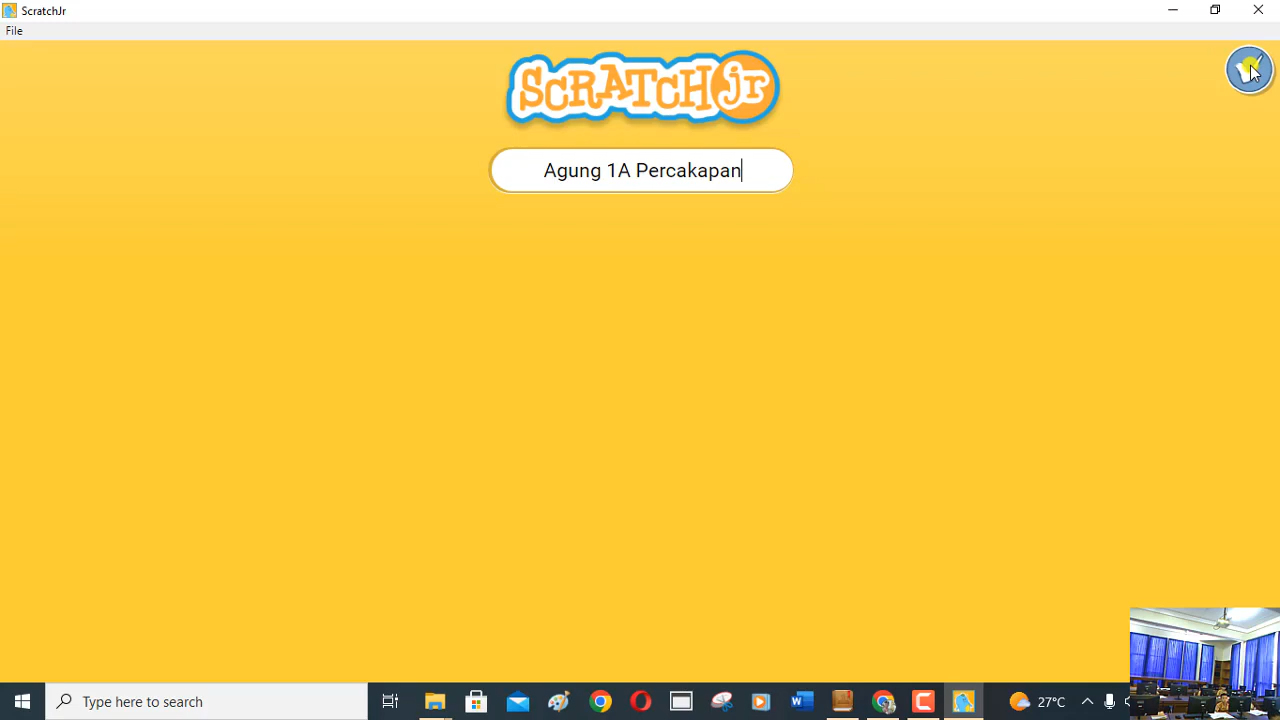 ScratchJr
File
SCRATCH jr
Agung 1A Percakapan
Type here to search
27°C